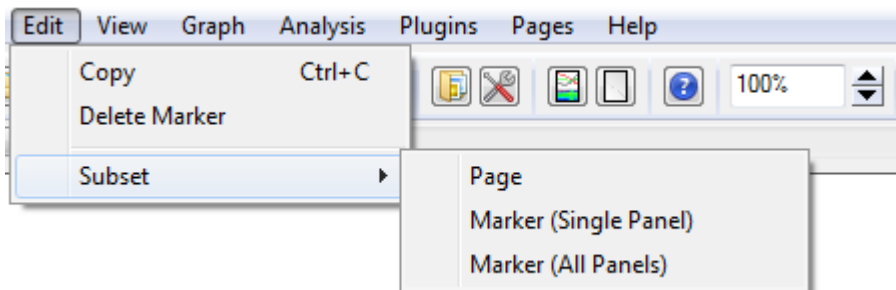 Edit View Graph Analysis Plugins Pages Help
Copy Ctrl+C
100%
Delete Marker
Subset
Page
Marker (Single Panel)
Marker (All Panels)